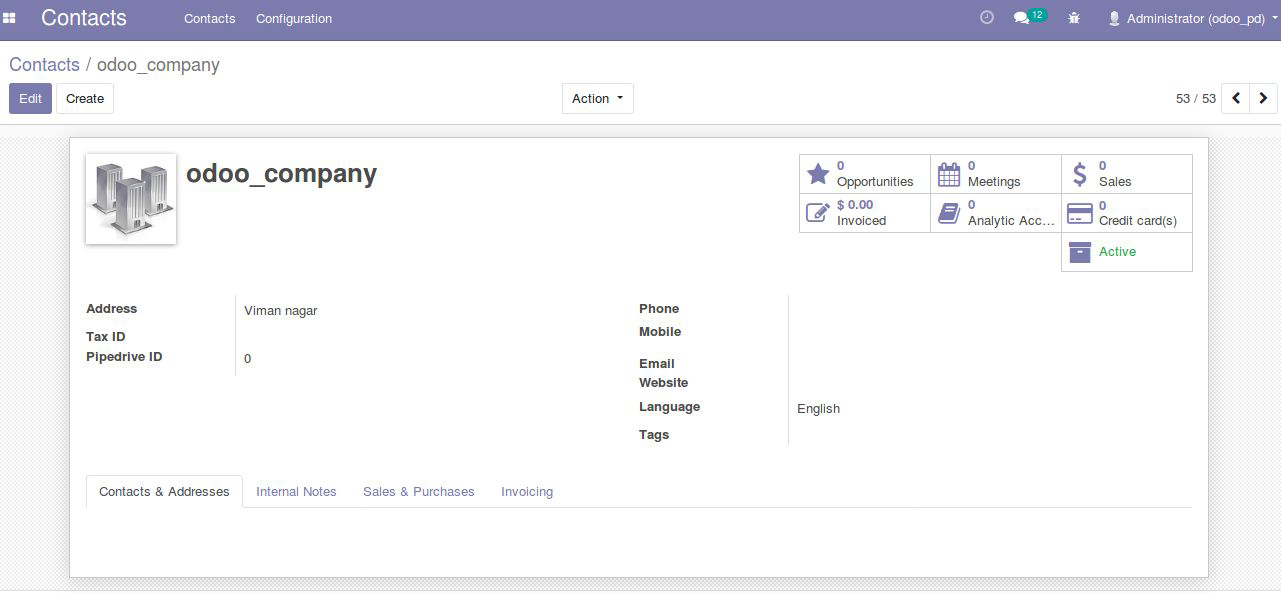 Contacts Contacts Configuration 12 Administrator (odoo_pd)
Contacts / odoo_company
Edit Create Action 53 / 53
odoo_company
0 Opportunities 0 Meetings 0 Sales
$ 0.00 Invoiced 0 Analytic Acc... 0 Credit card(s)
Active
Address Viman nagar Phone
Mobile
Tax ID
Pipedrive ID 0
Email
Website
Language English
Tags
Contacts & Addresses Internal Notes Sales & Purchases Invoicing